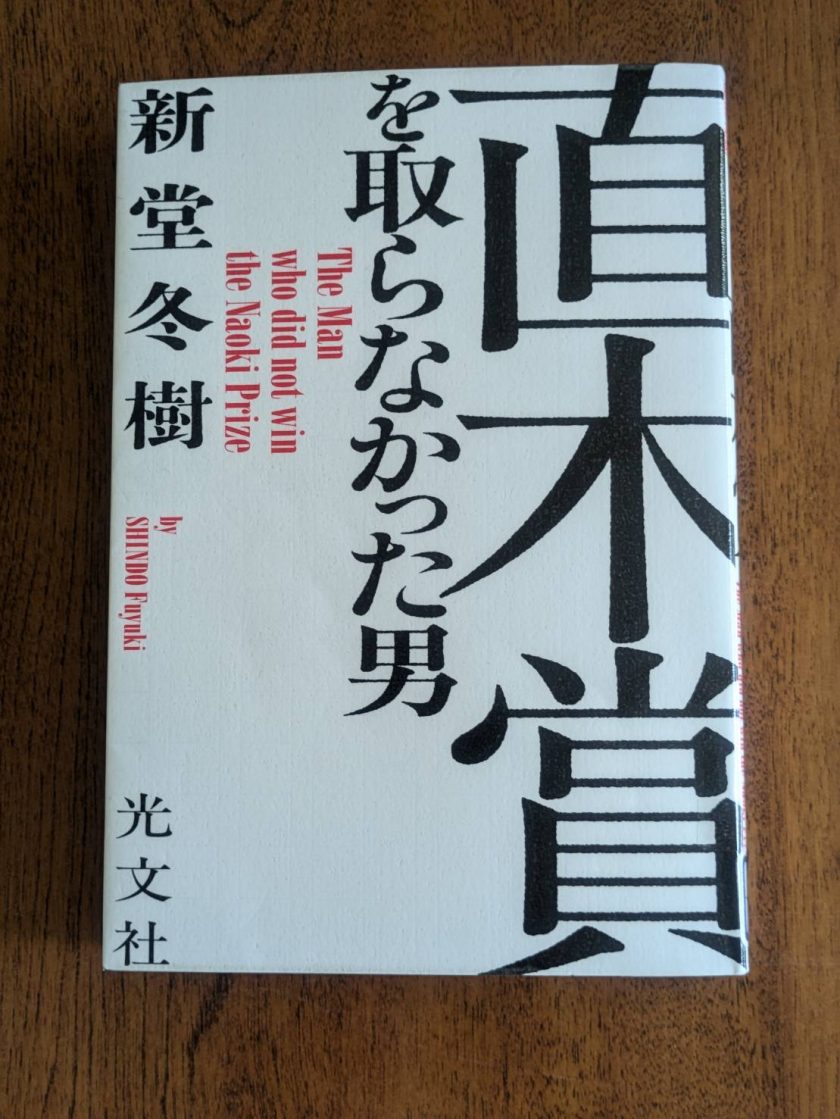 直木賞
を取らなかった男
The Man
who did not win
the Naoki Prize
新堂冬樹
by
SHINDO Fuyuki
光文社